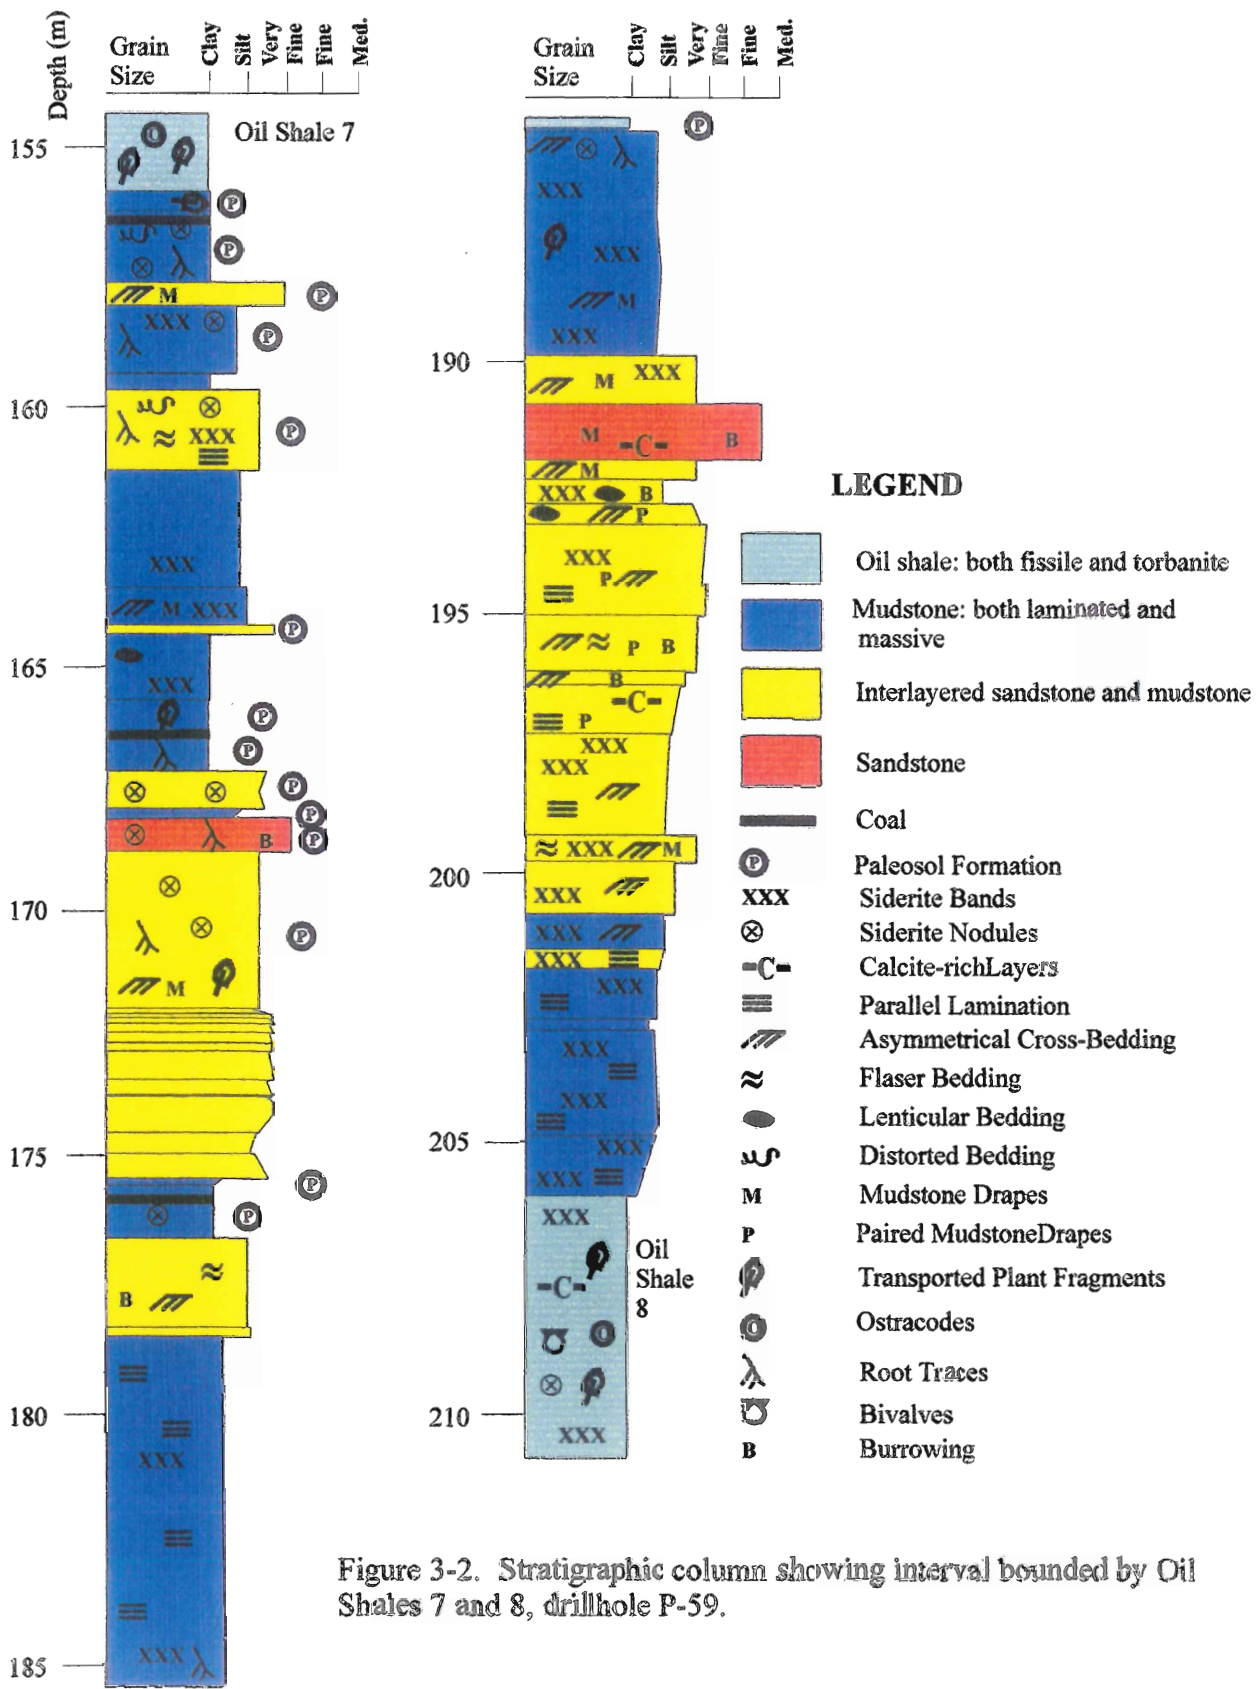 Depth (m)
Grain
Size
Clay
Silt
Very
Fine
Fine
Med.
Oil Shale 7
155
P
P
M
P
XXX
P
160
XXX
P
XXX
M XXX
P
165
XXX
P
P
P
P
B
P
170
P
M
175
P
P
B
180
XXX
185
XXX
Grain
Size
Clay
Silt
Very
Fine
Fine
Med.
P
XXX
XXX
M
XXX
190
XXX
M
M
-C-
B
M
XXX
B
P
XXX
P
195
P B
B
-C-
P
XXX
XXX
XXX
M
200
XXX
XXX
XXX
XXX
XXX
XXX
205
XXX
XXX
XXX
Oil
Shale
8
-C-
O
210
XXX
LEGEND
Oil shale: both fissile and torbanite
Mudstone: both laminated and
massive
Interlayered sandstone and mudstone
Sandstone
Coal
P Paleosol Formation
XXX Siderite Bands
Siderite Nodules
-C- Calcite-richLayers
Parallel Lamination
Asymmetrical Cross-Bedding
Flaser Bedding
Lenticular Bedding
Distorted Bedding
M Mudstone Drapes
P Paired MudstoneDrapes
Transported Plant Fragments
O Ostracodes
Root Traces
Bivalves
B Burrowing
Figure 3-2. Stratigraphic column showing interval bounded by Oil
Shales 7 and 8, drillhole P-59.